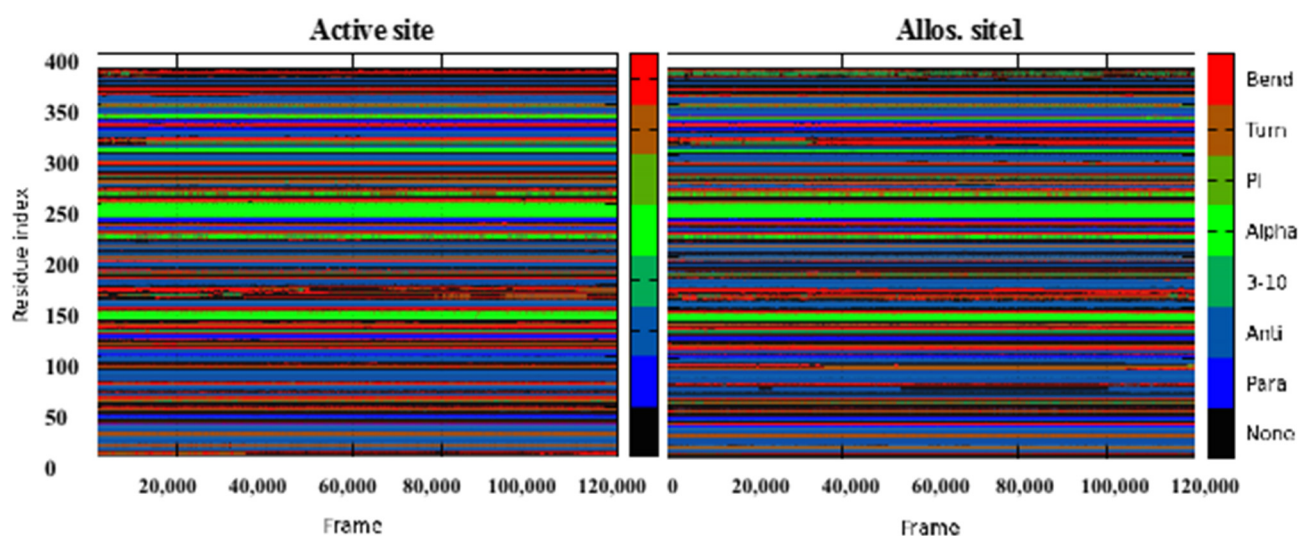 Active site
Allos. site1
400
350
300
250
200
150
100
50
0
Residue index
Bend
Turn
PI
Alpha
3-10
Anti
Para
None
20,000 40,000 60,000 80,000 100,000 120,000
0 20,000 40,000 60,000 80,000 100,000 120,000
Frame
Frame